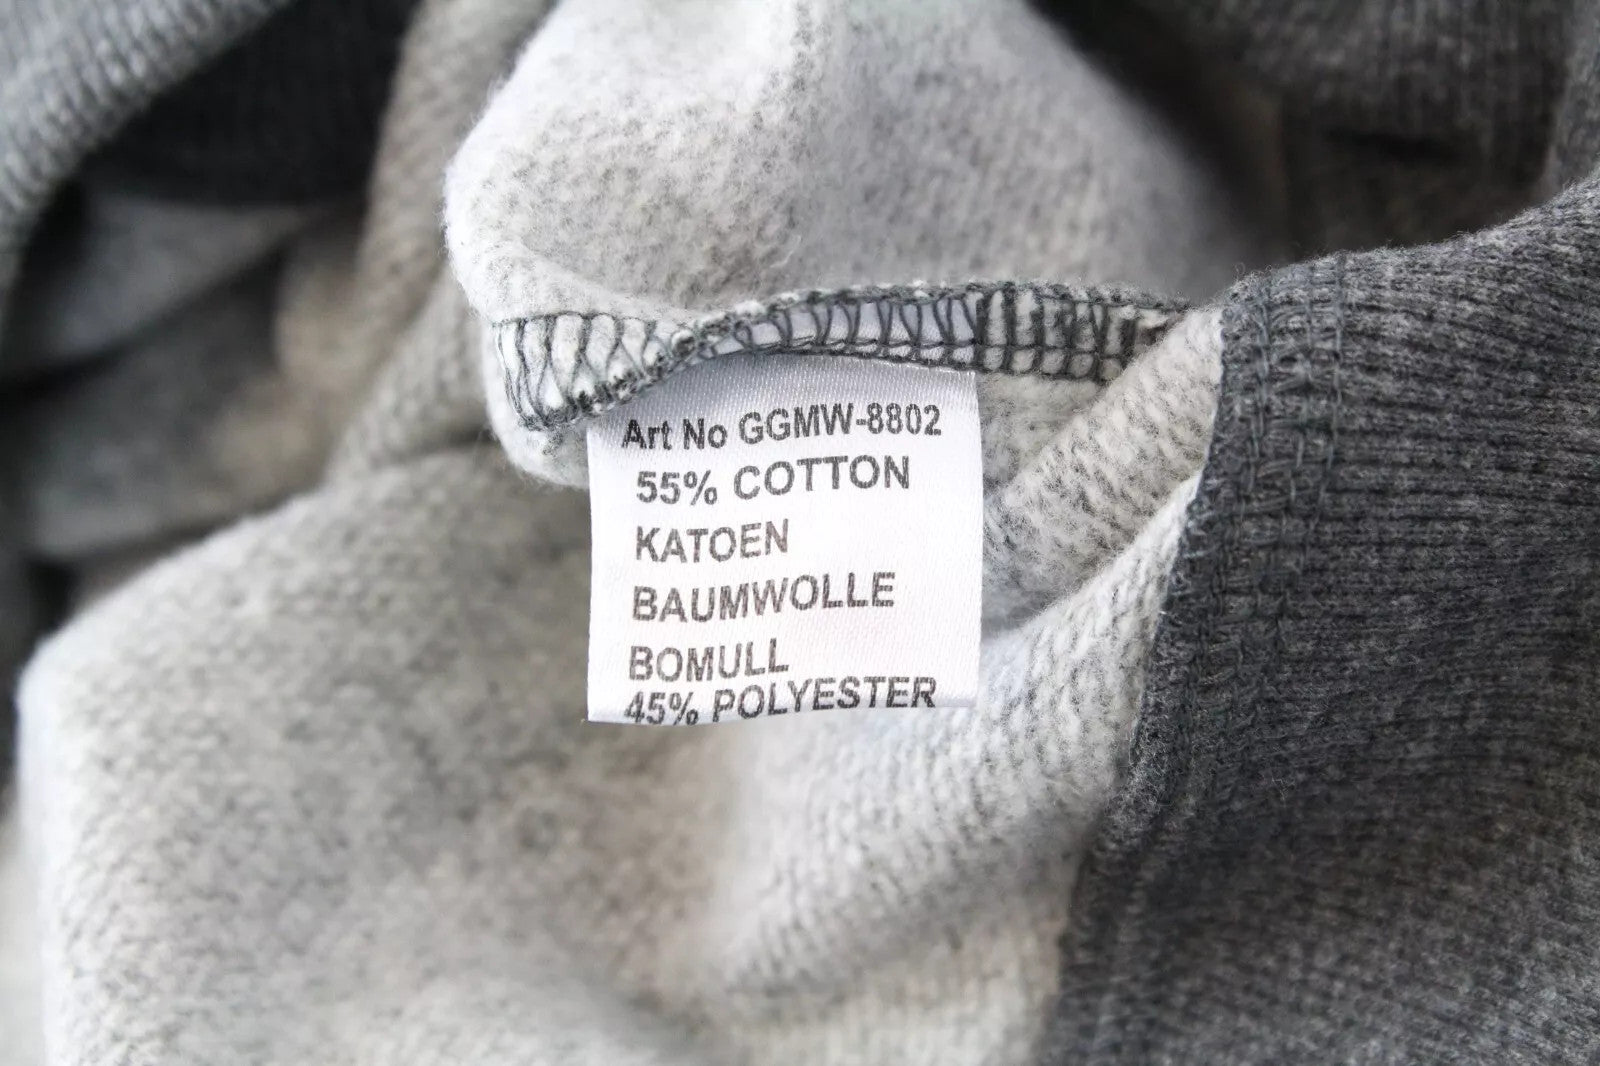 Art No GGMW-8802
55% COTTON
KATOEN
BAUMWOLLE
BOMULL
45% POLYESTER